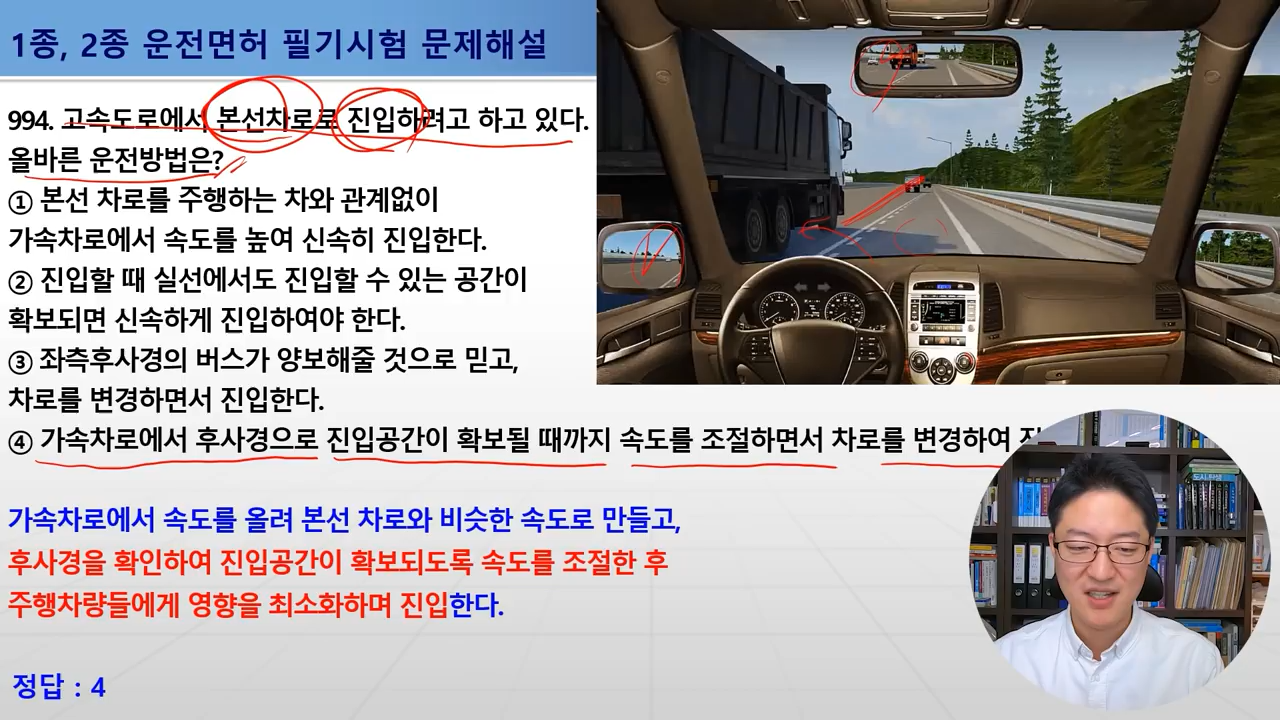 1종, 2종 운전면허 필기시험 문제해설
994. 고속도로에서 본선차로로 진입하려고 하고 있다.
올바른 운전방법은?
① 본선 차로를 주행하는 차와 관계없이
가속차로에서 속도를 높여 신속히 진입한다.
② 진입할 때 실선에서도 진입할 수 있는 공간이
확보되면 신속하게 진입하여야 한다.
③ 좌측후사경의 버스가 양보해줄 것으로 믿고,
차로를 변경하면서 진입한다.
④ 가속차로에서 후사경으로 진입공간이 확보될 때까지 속도를 조절하면서 차로를 변경하여
가속차로에서 속도를 올려 본선 차로와 비슷한 속도로 만들고,
후사경을 확인하여 진입공간이 확보되도록 속도를 조절한 후
주행차량들에게 영향을 최소화하며 진입한다.
정답 : 4